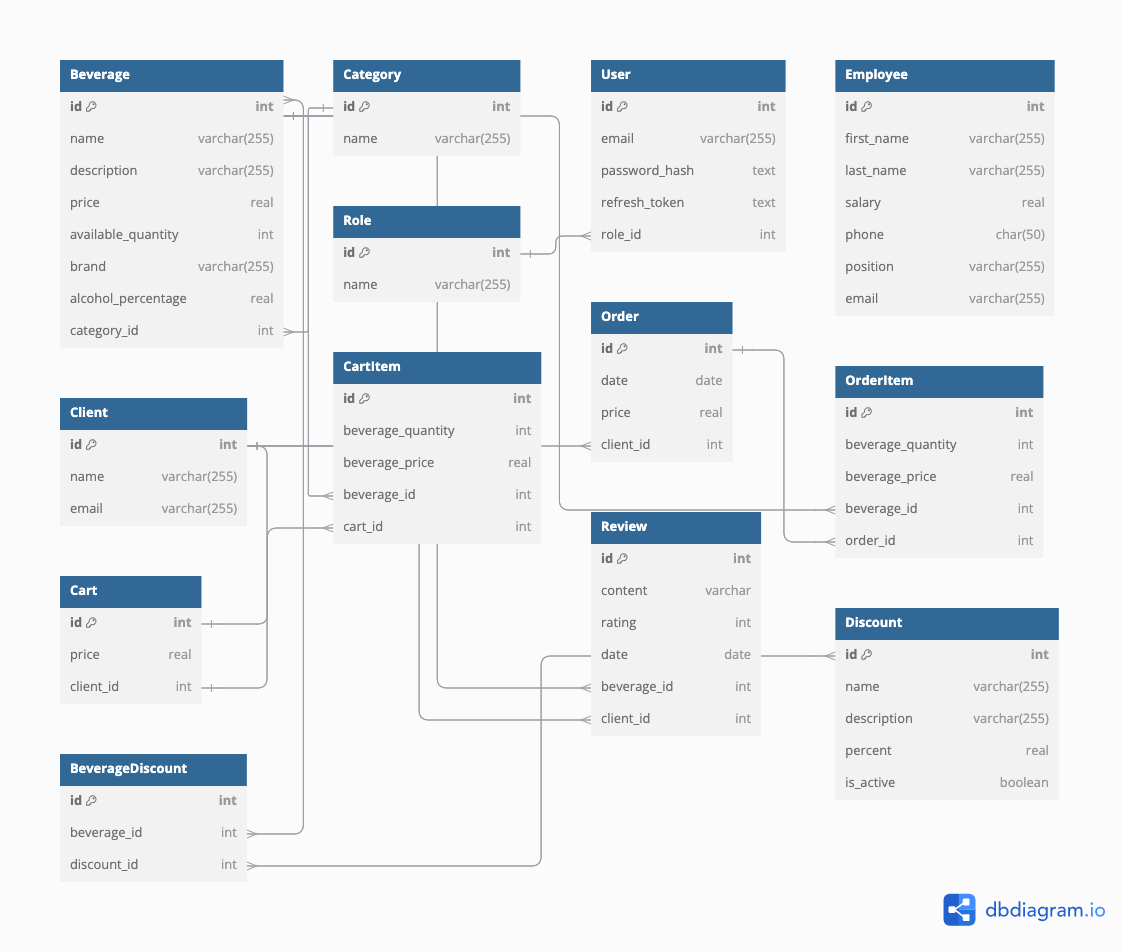 Beverage
id int
name varchar(255)
description varchar(255)
price real
available_quantity int
brand varchar(255)
alcohol_percentage real
category_id int
Category
id int
name varchar(255)
User
id int
email varchar(255)
password_hash text
refresh_token text
role_id int
Employee
id int
first_name varchar(255)
last_name varchar(255)
salary real
phone char(50)
position varchar(255)
email varchar(255)
Role
id int
name varchar(255)
Order
id int
date date
price real
client_id int
CartItem
id int
beverage_quantity int
beverage_price real
beverage_id int
cart_id int
OrderItem
id int
beverage_quantity int
beverage_price real
beverage_id int
order_id int
Client
id int
name varchar(255)
email varchar(255)
Review
id int
content varchar
rating int
date date
beverage_id int
client_id int
Cart
id int
price real
client_id int
Discount
id int
name varchar(255)
description varchar(255)
percent real
is_active boolean
BeverageDiscount
id int
beverage_id int
discount_id int
dbdiagram.io